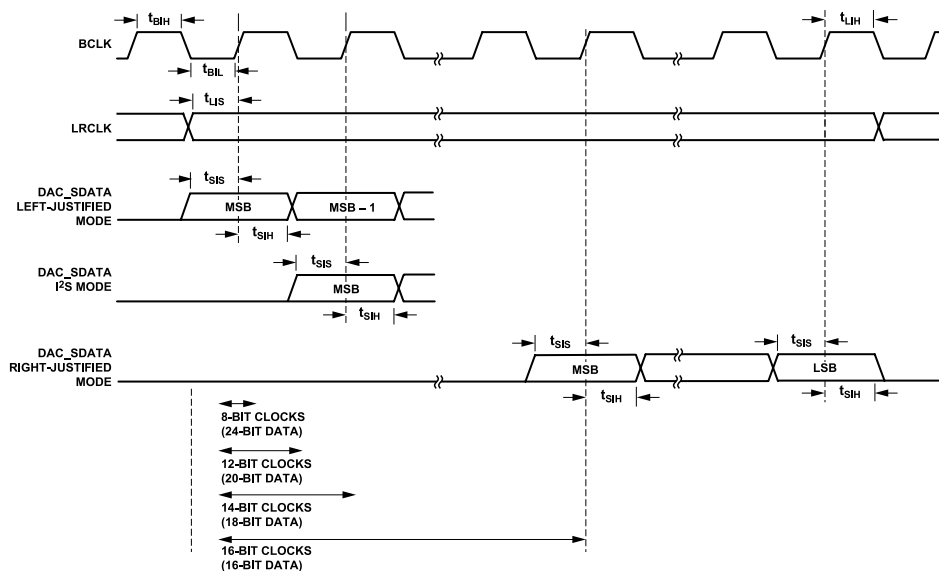 tBIH
tLIH
BCLK
tBIL
tLIS
LRCLK
tSIS
DAC_SDATA
LEFT-JUSTIFIED
MODE
MSB
MSB – 1
tSIH
tSIS
DAC_SDATA
I²S MODE
MSB
tSIH
DAC_SDATA
RIGHT-JUSTIFIED
MODE
tSIS
tSIS
MSB
LSB
tSIH
tSIH
8-BIT CLOCKS
(24-BIT DATA)
12-BIT CLOCKS
(20-BIT DATA)
14-BIT CLOCKS
(18-BIT DATA)
16-BIT CLOCKS
(16-BIT DATA)